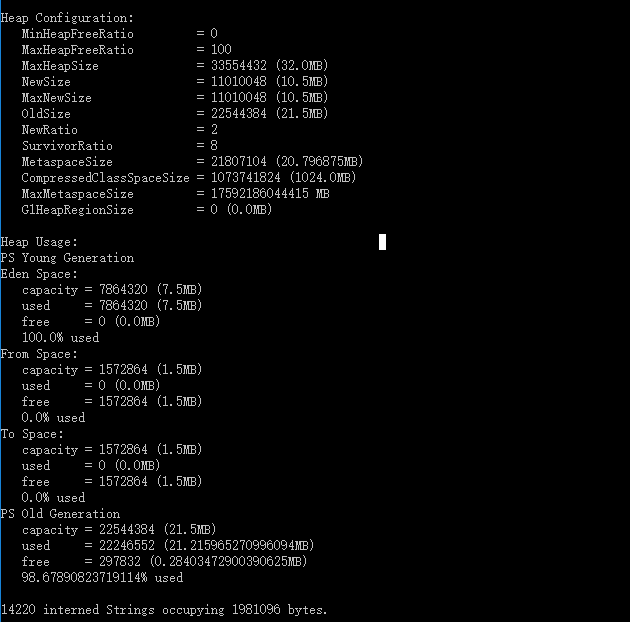 Heap Configuration:
MinHeapFreeRatio = 0
MaxHeapFreeRatio = 100
MaxHeapSize = 33554432 (32.0MB)
NewSize = 11010048 (10.5MB)
MaxNewSize = 11010048 (10.5MB)
OldSize = 22544384 (21.5MB)
NewRatio = 2
SurvivorRatio = 8
MetaspaceSize = 21807104 (20.796875MB)
CompressedClassSpaceSize = 1073741824 (1024.0MB)
MaxMetaspaceSize = 17592186044415 MB
G1HeapRegionSize = 0 (0.0MB)
Heap Usage:
PS Young Generation
Eden Space:
capacity = 7864320 (7.5MB)
used = 7864320 (7.5MB)
free = 0 (0.0MB)
100.0% used
From Space:
capacity = 1572864 (1.5MB)
used = 0 (0.0MB)
free = 1572864 (1.5MB)
0.0% used
To Space:
capacity = 1572864 (1.5MB)
used = 0 (0.0MB)
free = 1572864 (1.5MB)
0.0% used
PS Old Generation
capacity = 22544384 (21.5MB)
used = 22246552 (21.215965270996094MB)
free = 297832 (0.28403472900390625MB)
98.67890823719114% used
14220 interned Strings occupying 1981096 bytes.